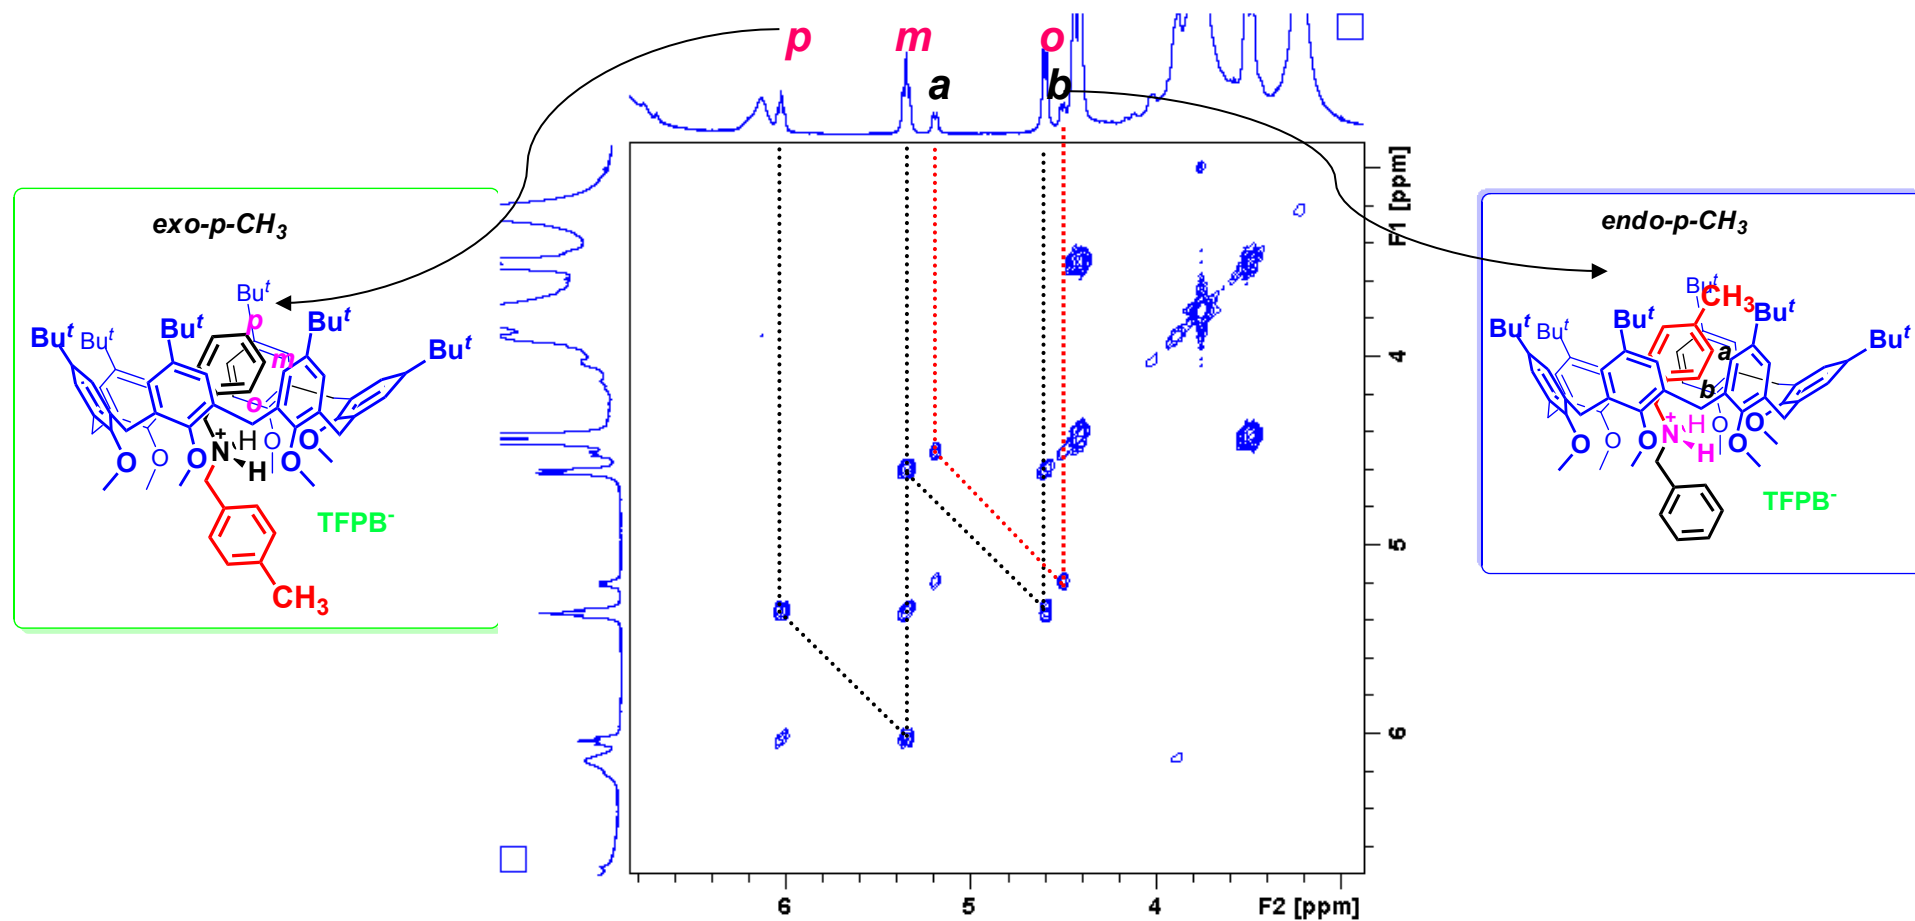 p m o
a b
exo-p-CH₃
Buᵗ
Buᵗ
Buᵗ
Buᵗ
Buᵗ
Buᵗ
p
m
o
+
N
H
H
O
O
O
O
O
O
TFPB⁻
CH₃
F1 [ppm]
4
5
6
6 5 4 F2 [ppm]
endo-p-CH₃
Buᵗ
CH₃
Buᵗ
Buᵗ
Buᵗ
Buᵗ
Buᵗ
a
b
+
N
H
H
O
O
O
O
O
O
TFPB⁻